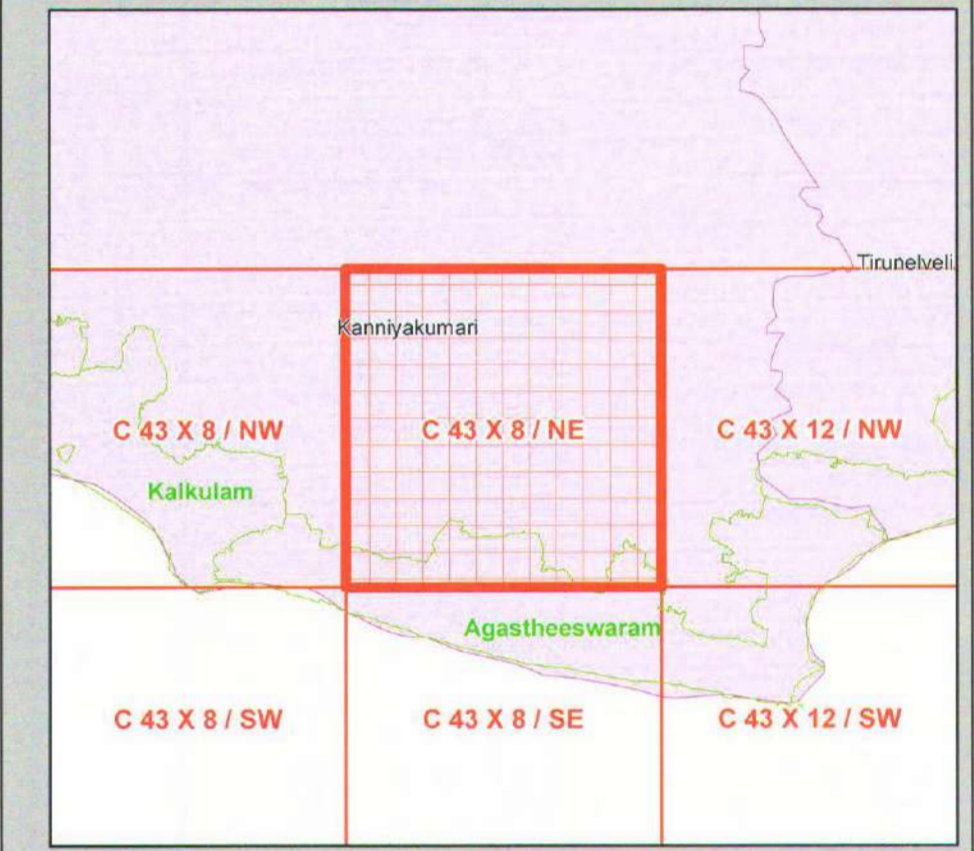 Tirunelveli
Kanniyakumari
C 43 X 8 / NW
C 43 X 8 / NE
C 43 X 12 / NW
Kalkulam
Agastheeswaram
C 43 X 8 / SW
C 43 X 8 / SE
C 43 X 12 / SW